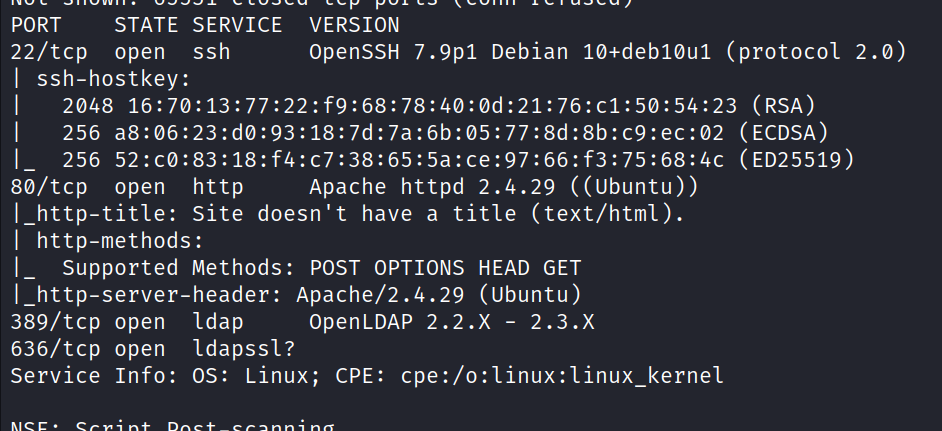 Not shown: 65531 closed tcp ports (conn-refused)
PORT    STATE SERVICE  VERSION
22/tcp  open  ssh      OpenSSH 7.9p1 Debian 10+deb10u1 (protocol 2.0)
| ssh-hostkey:
|   2048 16:70:13:77:22:f9:68:78:40:0d:21:76:c1:50:54:23 (RSA)
|   256 a8:06:23:d0:93:18:7d:7a:6b:05:77:8d:8b:c9:ec:02 (ECDSA)
|_  256 52:c0:83:18:f4:c7:38:65:5a:ce:97:66:f3:75:68:4c (ED25519)
80/tcp  open  http     Apache httpd 2.4.29 ((Ubuntu))
|_http-title: Site doesn't have a title (text/html).
| http-methods:
|_  Supported Methods: POST OPTIONS HEAD GET
|_http-server-header: Apache/2.4.29 (Ubuntu)
389/tcp open  ldap     OpenLDAP 2.2.X - 2.3.X
636/tcp open  ldapssl?
Service Info: OS: Linux; CPE: cpe:/o:linux:linux_kernel
NSE: Script Post-scanning